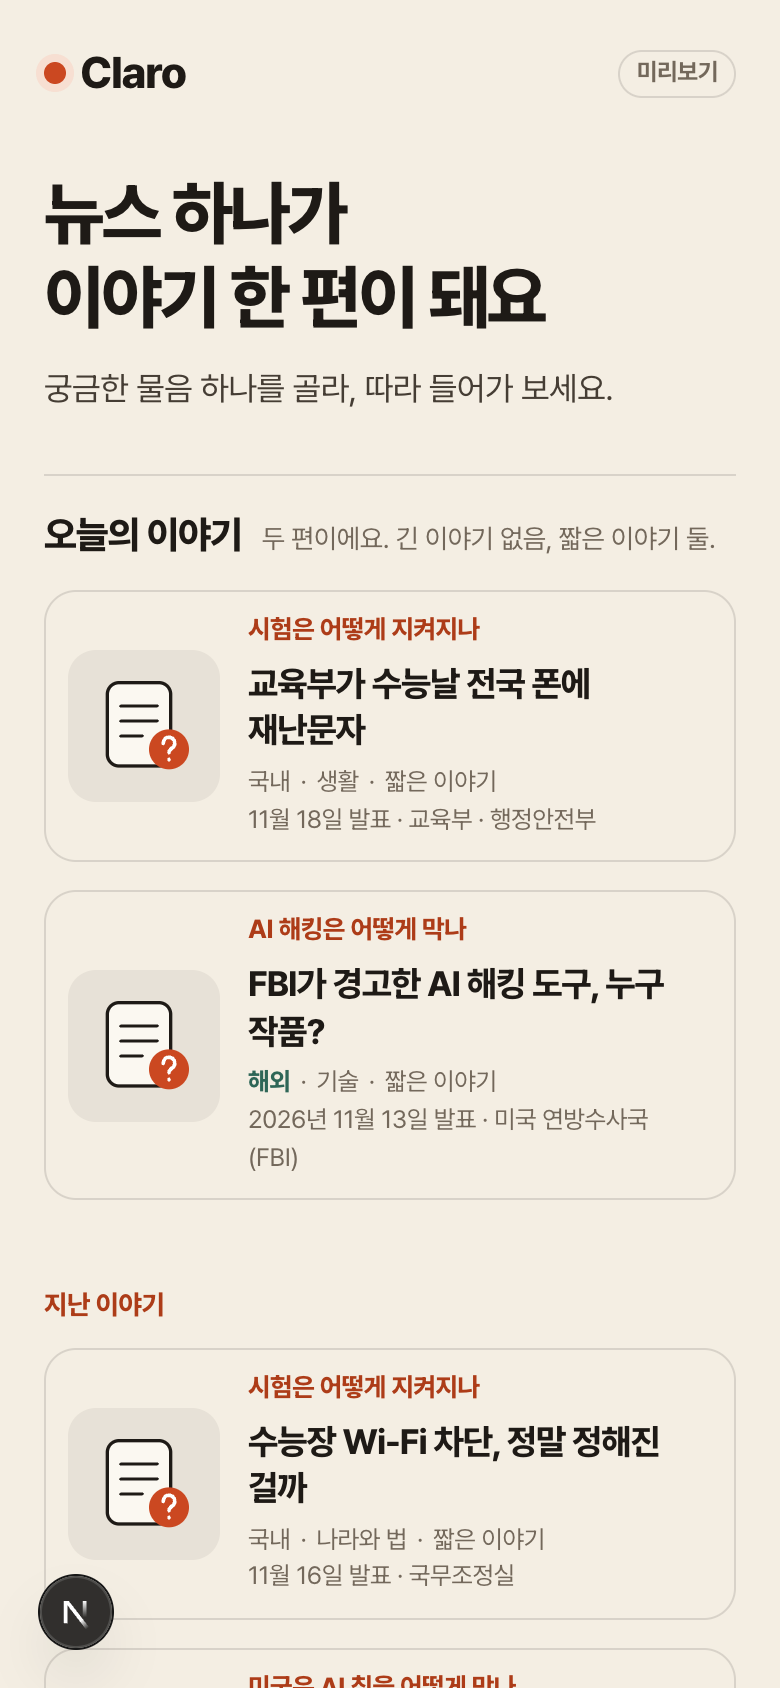 Claro
미리보기
뉴스 하나가
이야기 한 편이 돼요
궁금한 물음 하나를 골라, 따라 들어가 보세요.
오늘의 이야기 두 편이에요. 긴 이야기 없음, 짧은 이야기 둘.
시험은 어떻게 지켜지나
교육부가 수능날 전국 폰에
재난문자
?
국내 · 생활 · 짧은 이야기
11월 18일 발표 · 교육부 · 행정안전부
AI 해킹은 어떻게 막나
FBI가 경고한 AI 해킹 도구, 누구
작품?
?
해외 · 기술 · 짧은 이야기
2026년 11월 13일 발표 · 미국 연방수사국
(FBI)
지난 이야기
시험은 어떻게 지켜지나
수능장 Wi-Fi 차단, 정말 정해진
걸까
?
국내 · 나라와 법 · 짧은 이야기
11월 16일 발표 · 국무조정실
N
미국은 AI 칩을 어떻게 막나